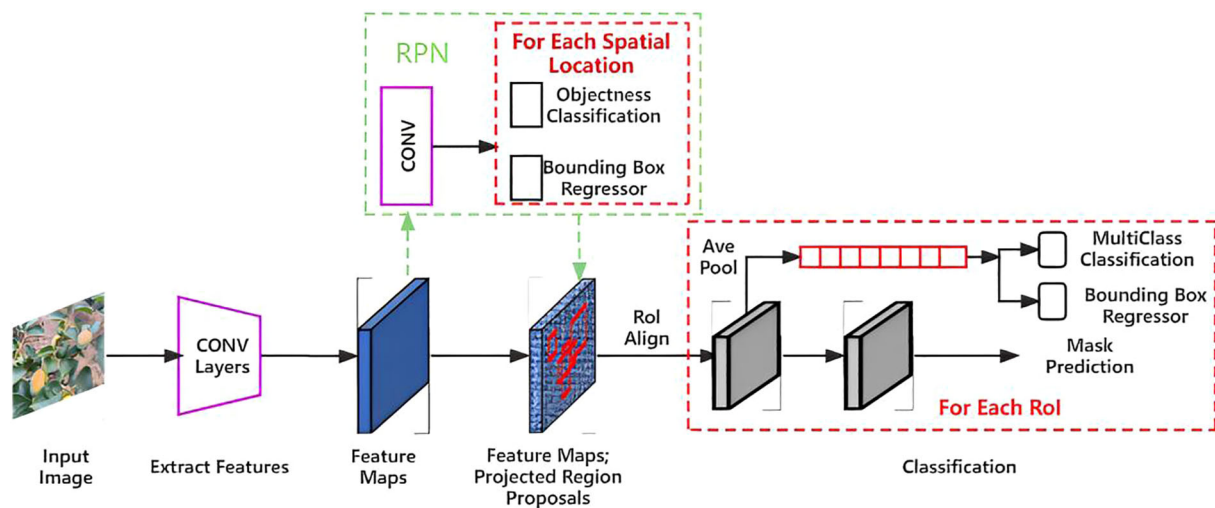 RPN
For Each Spatial
Location
Objectness
Classification
CONV
Bounding Box
Regressor
Ave
Pool
MultiClass
Classification
Bounding Box
Regressor
CONV
Layers
RoI
Align
Mask
Prediction
For Each RoI
Input
Image
Extract Features
Feature
Maps
Feature Maps;
Projected Region
Proposals
Classification